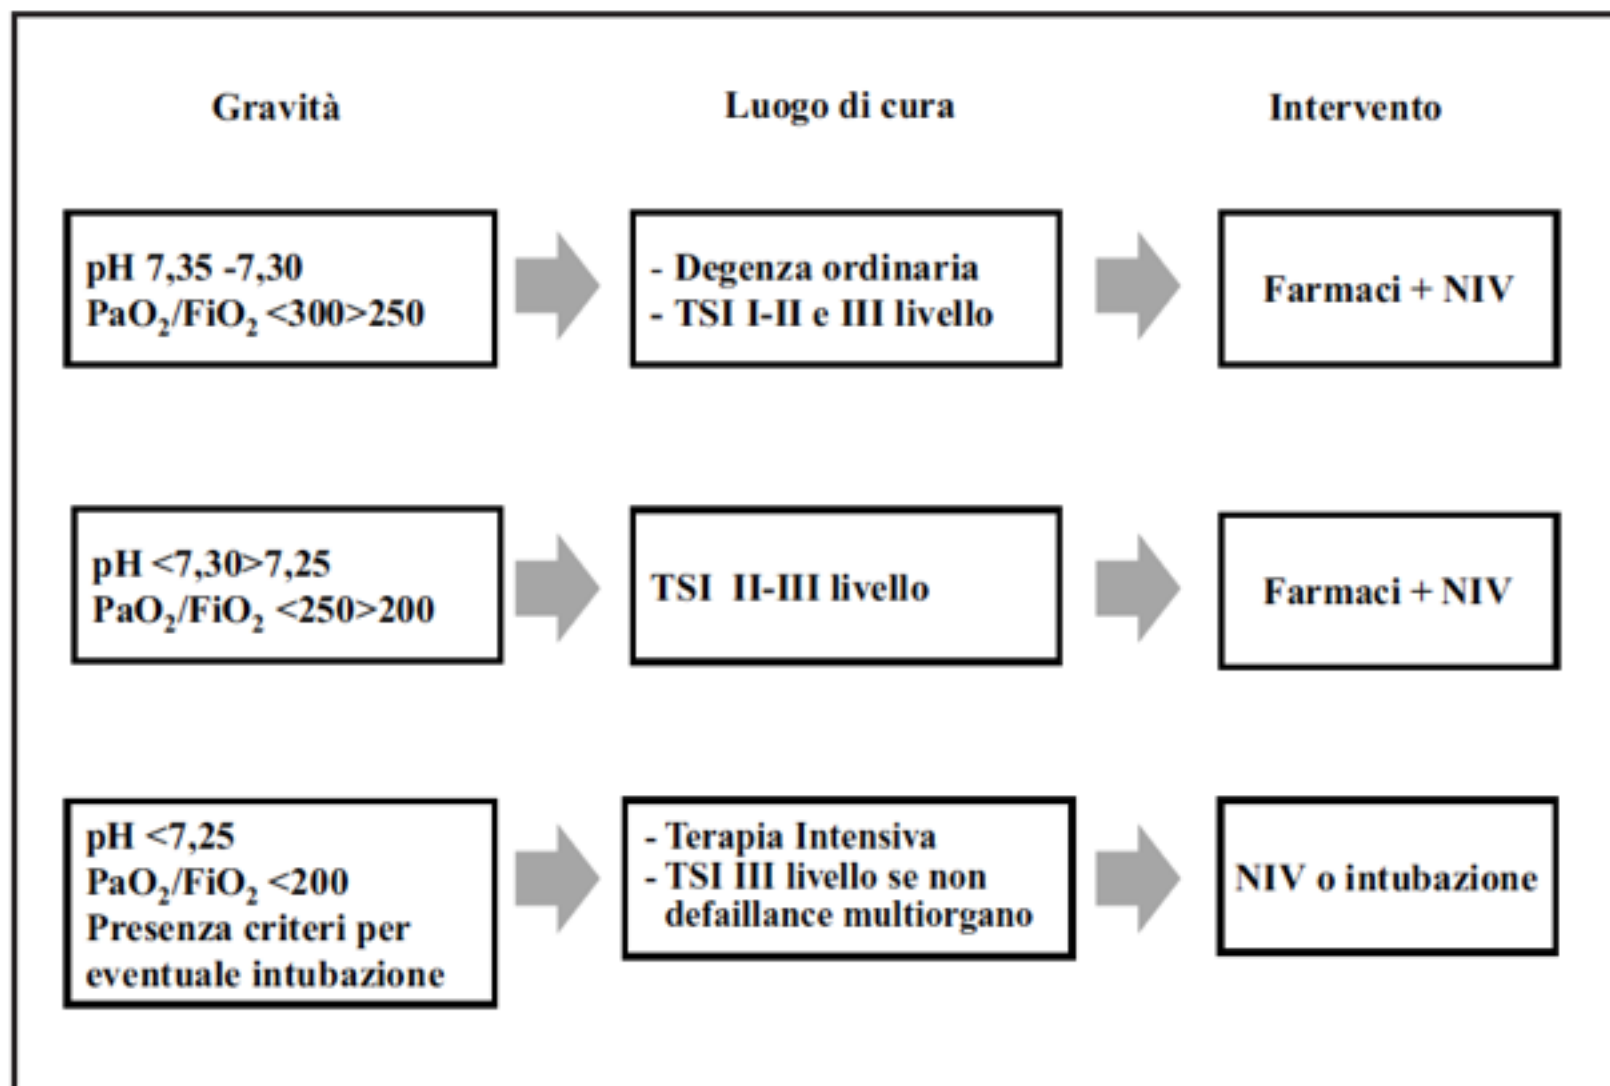 Gravità
Luogo di cura
Intervento
pH 7,35 -7,30
PaO₂/FiO₂ <300>250
- Degenza ordinaria
- TSI I-II e III livello
Farmaci + NIV
pH <7,30>7,25
PaO₂/FiO₂ <250>200
TSI II-III livello
Farmaci + NIV
pH <7,25
PaO₂/FiO₂ <200
Presenza criteri per
eventuale intubazione
- Terapia Intensiva
- TSI III livello se non
defaillance multiorgano
NIV o intubazione